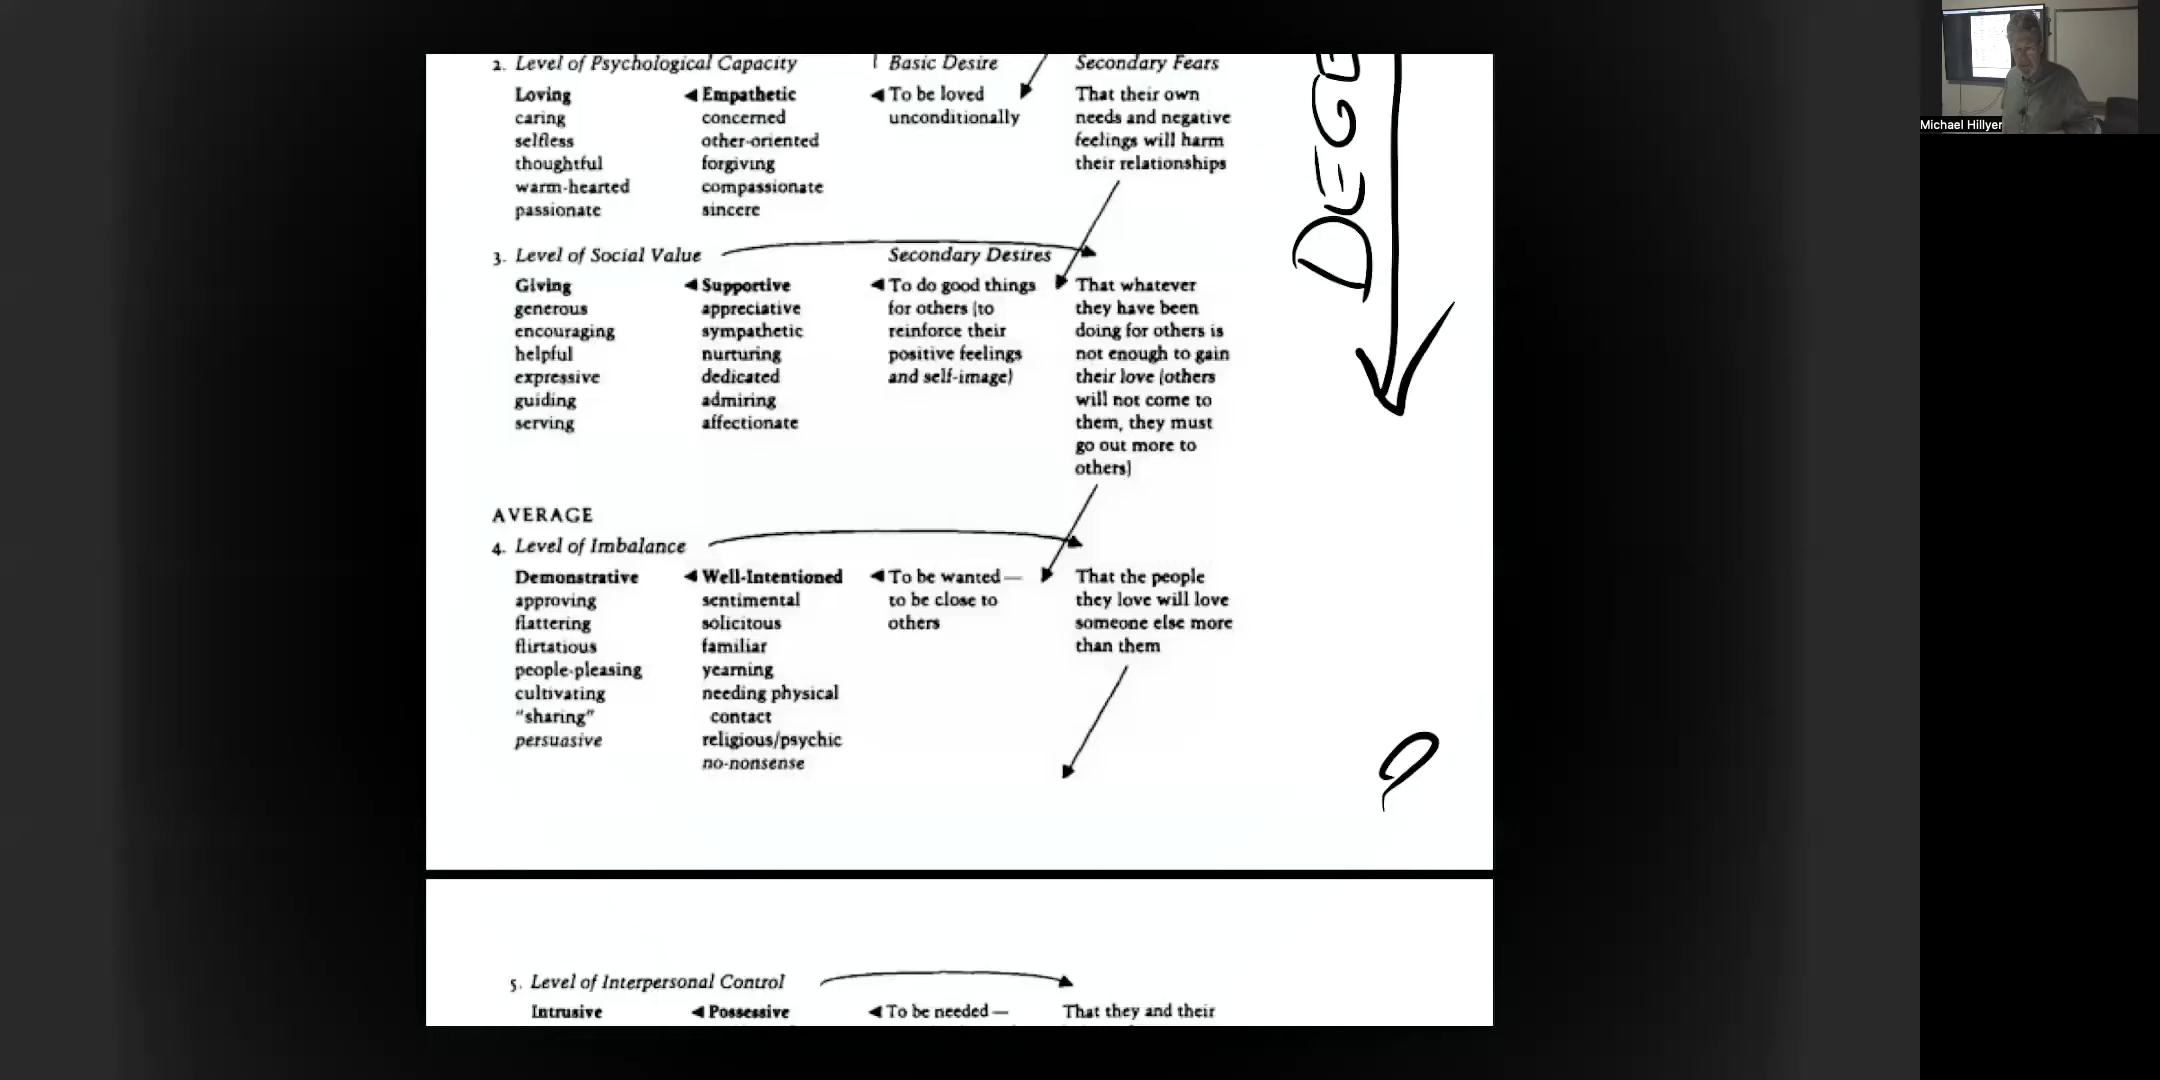 2. Level of Psychological Capacity Basic Desire Secondary Fears
Loving ◄ Empathetic ◄ To be loved That their own
caring concerned unconditionally needs and negative
selfless other-oriented feelings will harm
thoughtful forgiving their relationships
warm-hearted compassionate
passionate sincere
3. Level of Social Value Secondary Desires
Giving ◄ Supportive ◄ To do good things That whatever
generous appreciative for others (to they have been
encouraging sympathetic reinforce their doing for others is
helpful nurturing positive feelings not enough to gain
expressive dedicated and self-image) their love (others
guiding admiring will not come to
serving affectionate them, they must
go out more to
others)
AVERAGE
4. Level of Imbalance
Demonstrative ◄ Well-Intentioned ◄ To be wanted— That the people
approving sentimental to be close to they love will love
flattering solicitous others someone else more
flirtatious familiar than them
people-pleasing yearning
cultivating needing physical
"sharing" contact
persuasive religious/psychic
no-nonsense
5. Level of Interpersonal Control
Intrusive ◄ Possessive ◄ To be needed— That they and their
DEGE
Michael Hillyer